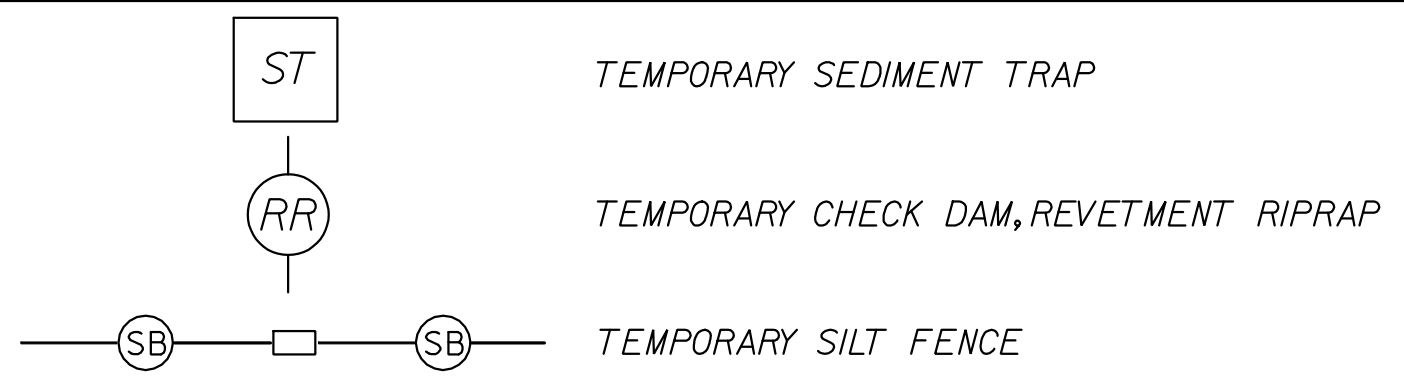 ST TEMPORARY SEDIMENT TRAP
RR TEMPORARY CHECK DAM, REVETMENT RIPRAP
SB SB TEMPORARY SILT FENCE